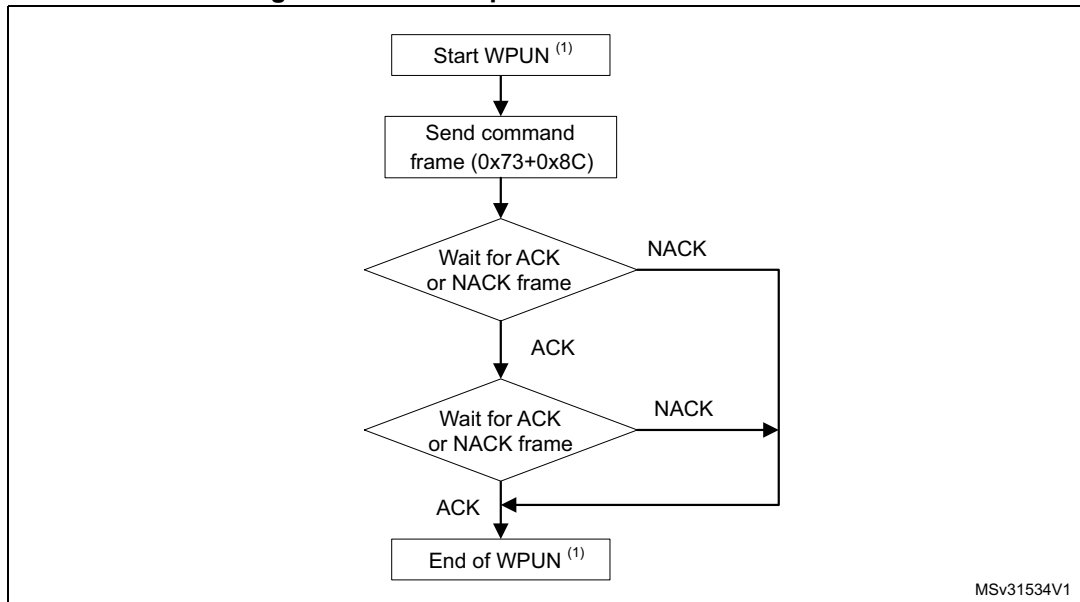 Start WPUN (1)
Send command
frame (0x73+0x8C)
Wait for ACK
or NACK frame
NACK
ACK
Wait for ACK
or NACK frame
NACK
ACK
End of WPUN (1)
MSv31534V1